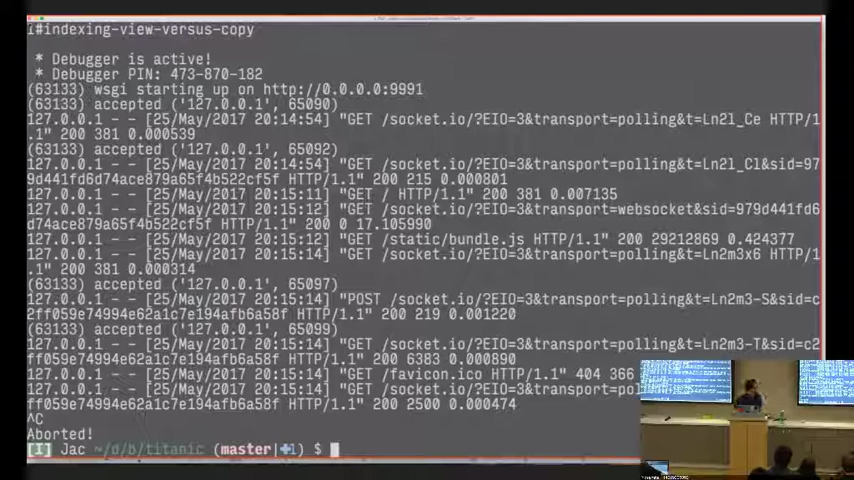 i#indexing-view-versus-copy
* Debugger is active!
* Debugger PIN: 473-870-182
(63133) wsgi starting up on http://0.0.0.0:9991
(63133) accepted ('127.0.0.1', 65090)
127.0.0.1 - - [25/May/2017 20:14:54] "GET /socket.io/?EIO=3&transport=polling&t=Ln2l_Ce HTTP/1
.1" 200 381 0.000539
(63133) accepted ('127.0.0.1', 65092)
127.0.0.1 - - [25/May/2017 20:14:54] "GET /socket.io/?EIO=3&transport=polling&t=Ln2l_Cl&sid=97
9d441fd6d74ace879a65f4b522cf5f HTTP/1.1" 200 215 0.000801
127.0.0.1 - - [25/May/2017 20:15:11] "GET / HTTP/1.1" 200 381 0.007135
127.0.0.1 - - [25/May/2017 20:15:12] "GET /socket.io/?EIO=3&transport=websocket&sid=979d441fd6
d74ace879a65f4b522cf5f HTTP/1.1" 200 0 17.105990
127.0.0.1 - - [25/May/2017 20:15:12] "GET /static/bundle.js HTTP/1.1" 200 29212869 0.424377
127.0.0.1 - - [25/May/2017 20:15:14] "GET /socket.io/?EIO=3&transport=polling&t=Ln2m3x6 HTTP/1
.1" 200 381 0.000314
(63133) accepted ('127.0.0.1', 65097)
127.0.0.1 - - [25/May/2017 20:15:14] "POST /socket.io/?EIO=3&transport=polling&t=Ln2m3-S&sid=c
2ff059e74994e62a1c7e194afb6a58f HTTP/1.1" 200 219 0.001220
(63133) accepted ('127.0.0.1', 65099)
127.0.0.1 - - [25/May/2017 20:15:14] "GET /socket.io/?EIO=3&transport=polling&t=Ln2m3-T&sid=c2
ff059e74994e62a1c7e194afb6a58f HTTP/1.1" 200 6383 0.000890
127.0.0.1 - - [25/May/2017 20:15:14] "GET /favicon.ico HTTP/1.1" 404 366
127.0.0.1 - - [25/May/2017 20:15:14] "GET /socket.io/?EIO=3&transport=po
ff059e74994e62a1c7e194afb6a58f HTTP/1.1" 200 2500 0.000474
^C
Aborted!
[I] Jac ~/d/b/titanic (master|✚1) $